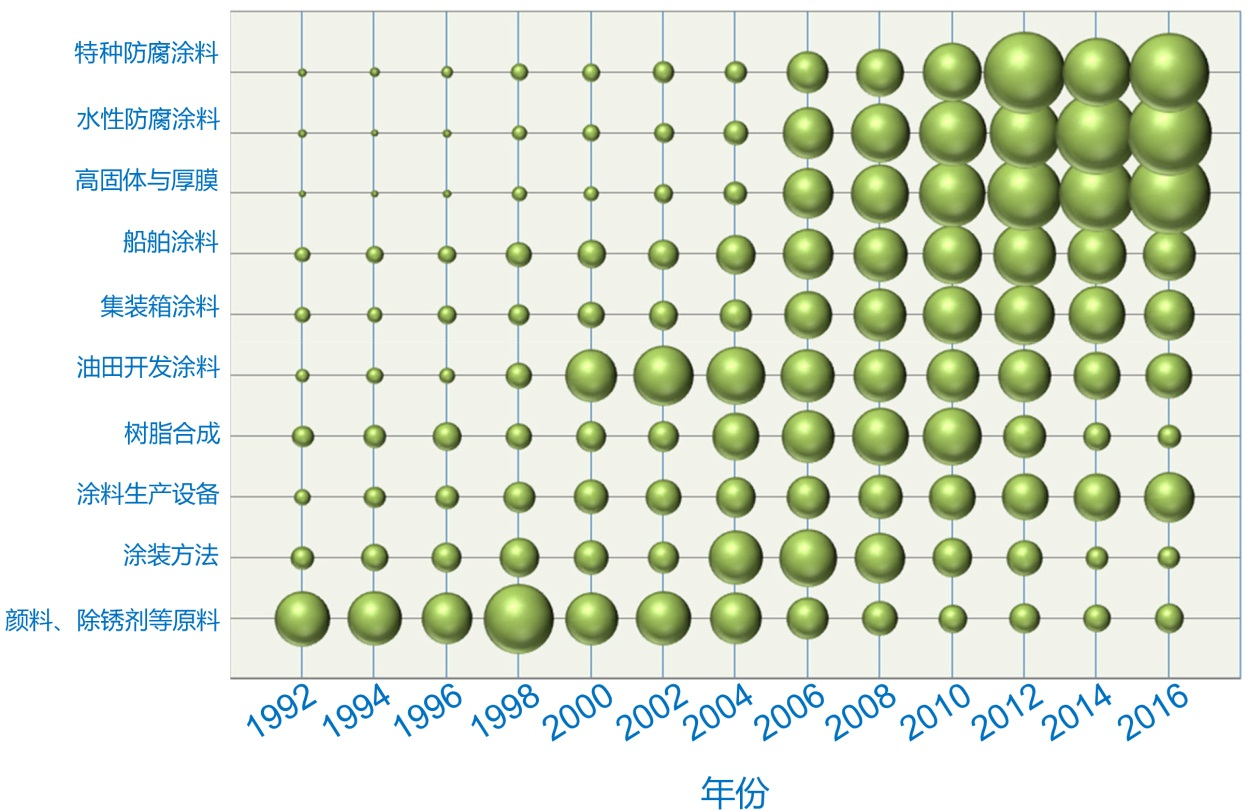 特种防腐涂料
水性防腐涂料
高固体与厚膜
船舶涂料
集装箱涂料
油田开发涂料
树脂合成
涂料生产设备
涂装方法
颜料、除锈剂等原料
1992 1994 1996 1998 2000 2002 2004 2006 2008 2010 2012 2014 2016
年份